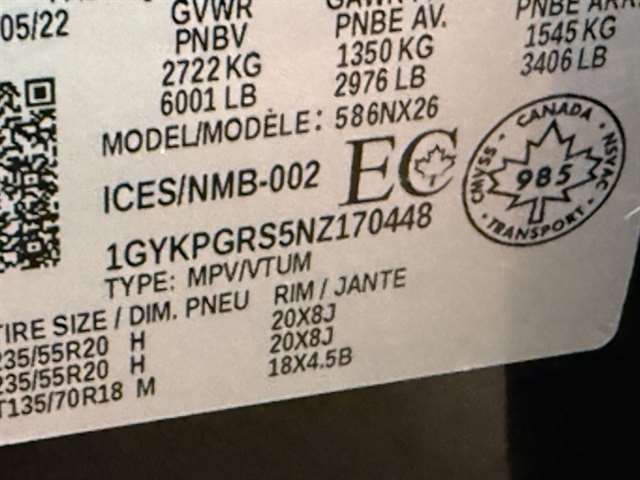 05/22
GVWR
PNBV
2722 KG
6001 LB
PNBE AV.
1350 KG
2976 LB
1545 KG
3406 LB
MODEL/MODÈLE: 586NX26
ICES/NMB-002
EC
CANADA
CMVSS
985
NSVAC
TRANSPORT
1GYKPGRS5NZ170448
TYPE: MPV/VTUM
TIRE SIZE / DIM. PNEU RIM / JANTE
235/55R20 H 20X8J
235/55R20 H 20X8J
T135/70R18 M 18X4.5B